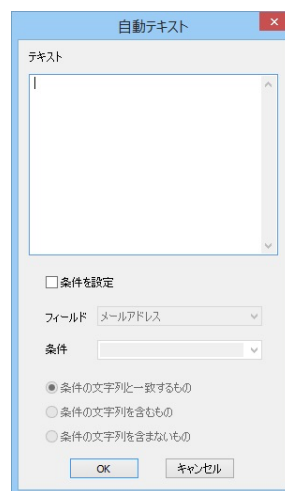 自動テキスト
テキスト
条件を設定
フィールド メールアドレス
条件
条件の文字列と一致するもの
条件の文字列を含むもの
条件の文字列を含まないもの
OK キャンセル